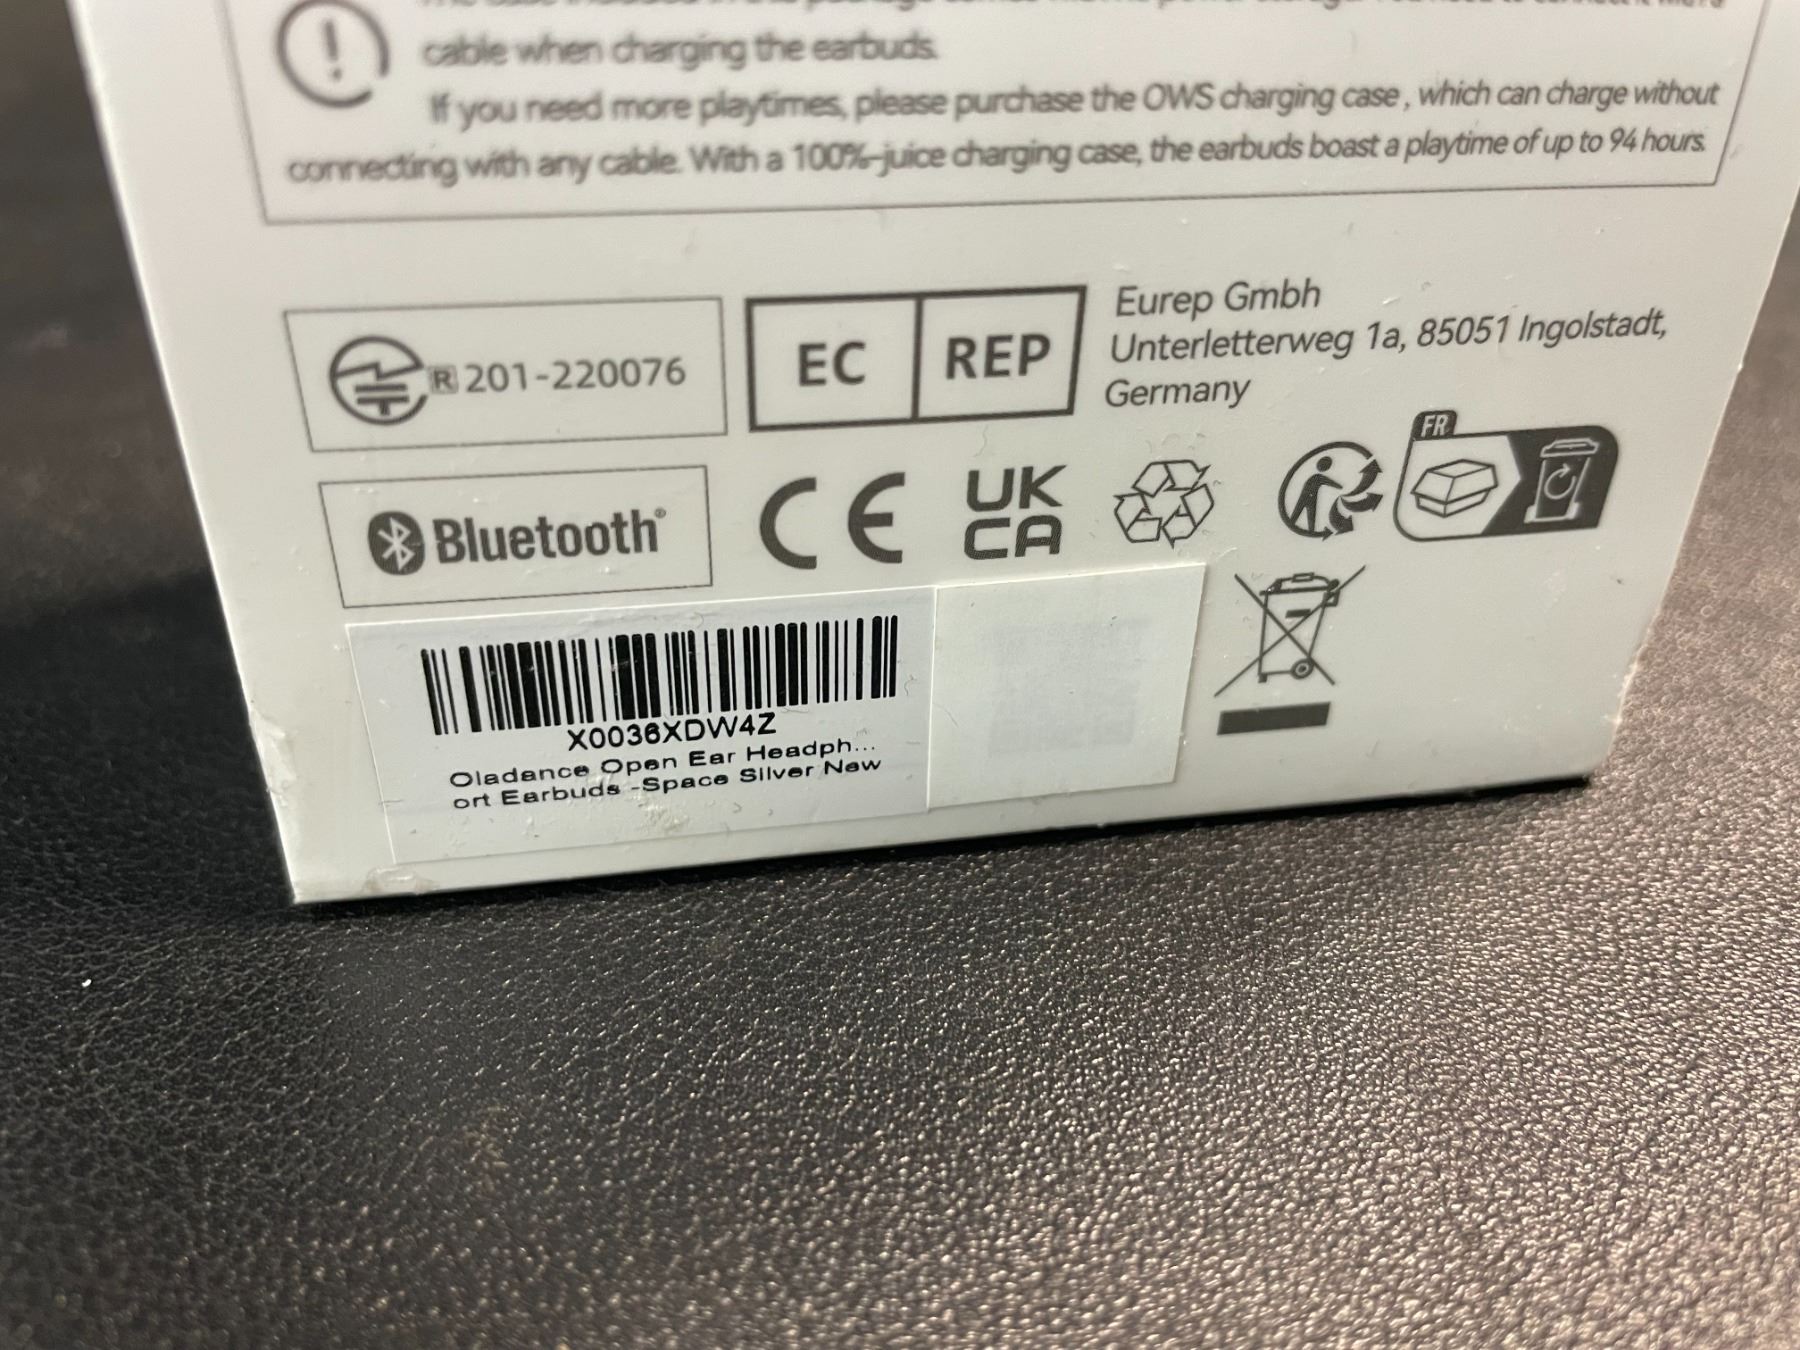 cable when charging the earbuds.
If you need more playtimes, please purchase the OWS charging case, which can charge without
connecting with any cable. With a 100%-juice charging case, the earbuds boast a playtime of up to 94 hours.
R 201-220076
EC REP
Eurep Gmbh
Unterletterweg 1a, 85051 Ingolstadt,
Germany
FR
Bluetooth®
CE
UK
CA
X0036XDW4Z
Oladance Open Ear Headph...
ort Earbuds -Space Silver New